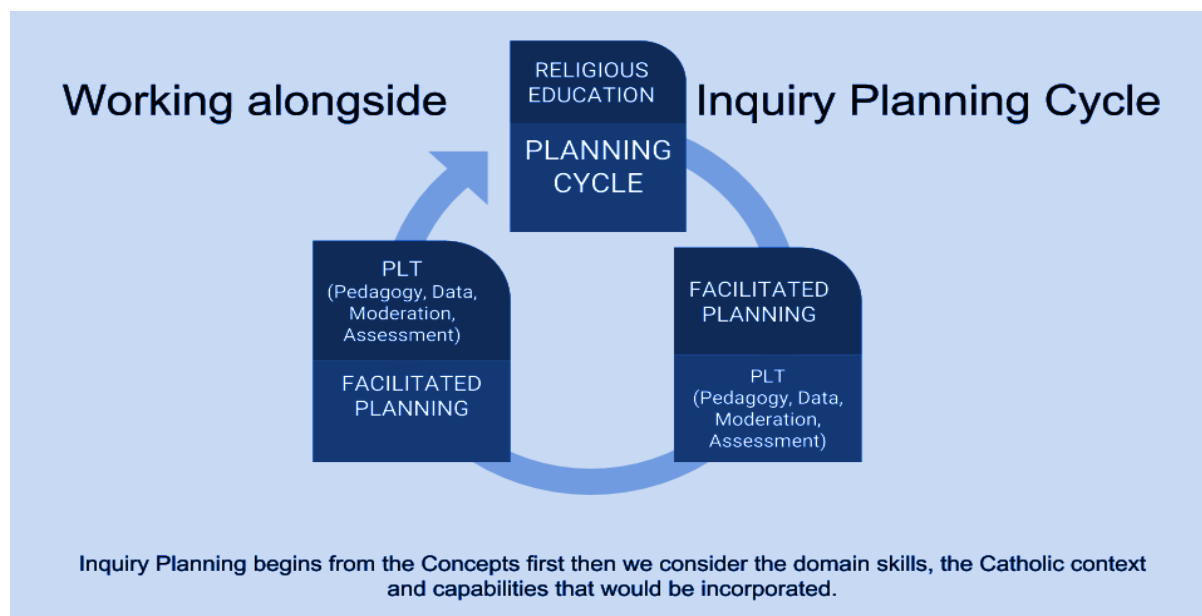 Working alongside
RELIGIOUS
EDUCATION
PLANNING
CYCLE
Inquiry Planning Cycle
PLT
(Pedagogy, Data,
Moderation,
Assessment)
FACILITATED
PLANNING
FACILITATED
PLANNING
PLT
(Pedagogy, Data,
Moderation,
Assessment)
Inquiry Planning begins from the Concepts first then we consider the domain skills, the Catholic context
and capabilities that would be incorporated.